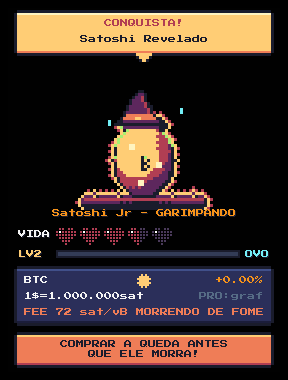 CONQUISTA!
Satoshi Revelado
Satoshi Jr - GARIMPANDO
VIDA
LV2 OVO
BTC +0.00%
1$=1.000.000sat PRO:graf
FEE 72 sat/vB MORRENDO DE FOME
COMPRAR A QUEDA ANTES
QUE ELE MORRA!